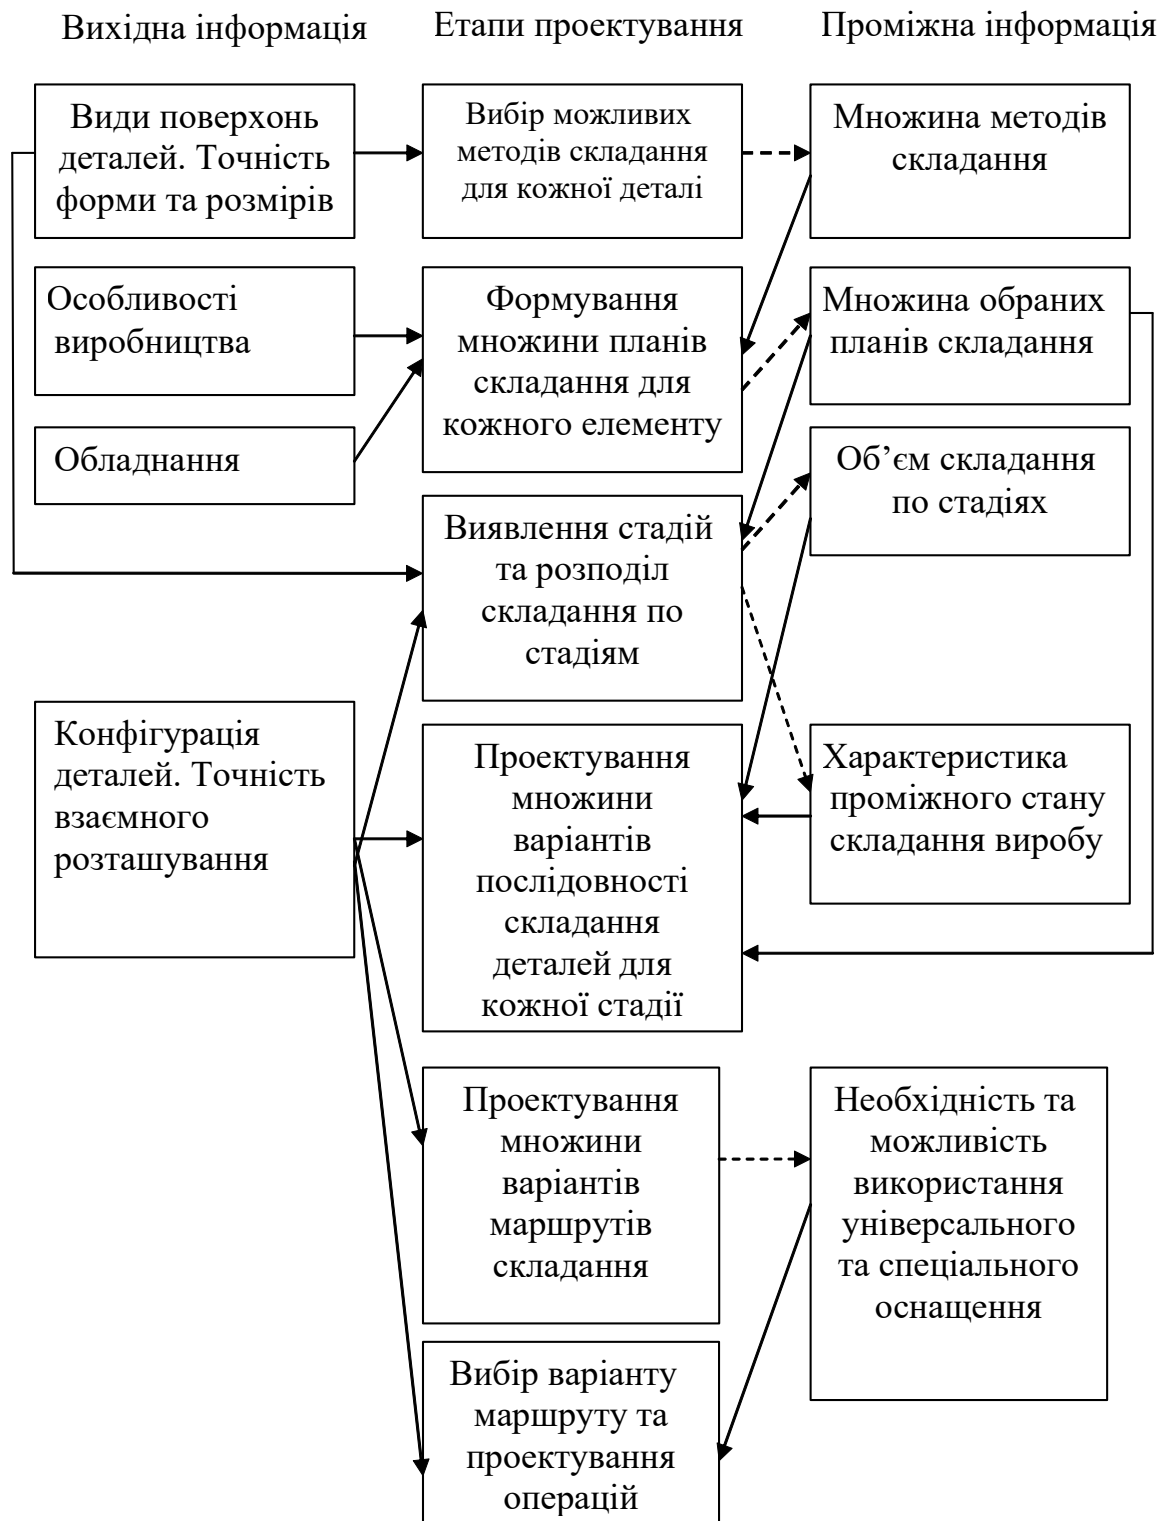 Вихідна інформація
Етапи проектування
Проміжна інформація
Види поверхонь
деталей. Точність
форми та розмірів
Вибір можливих
методів складання
для кожної деталі
Множина методів
складання
Особливості
виробництва
Формування
множини планів
складання для
кожного елементу
Множина обраних
планів складання
Обладнання
Об’єм складання
по стадіях
Виявлення стадій
та розподіл
складання по
стадіям
Конфігурація
деталей. Точність
взаємного
розташування
Проектування
множини
варіантів
послідовності
складання
деталей для
кожної стадії
Характеристика
проміжного стану
складання виробу
Проектування
множини
варіантів
маршрутів
складання
Необхідність та
можливість
використання
універсального
та спеціального
оснащення
Вибір варіанту
маршруту та
проектування
операцій